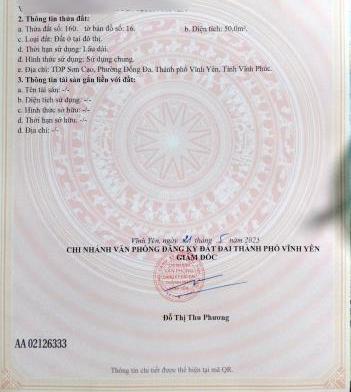 2. Thông tin thửa đất:
a. Thửa đất số: 160. tờ bản đồ số: 16. b. Diện tích: 50,0m².
c. Loại đất: Đất ở tại đô thị.
d. Thời hạn sử dụng: Lâu dài.
đ. Hình thức sử dụng: Sử dụng chung.
e. Địa chỉ: TDP Sơn Cao, Phường Đống Đa, Thành phố Vĩnh Yên, Tỉnh Vĩnh Phúc.
3. Thông tin tài sản gắn liền với đất:
a. Tên tài sản: -/-
b. Diện tích sử dụng: -/-
c. Hình thức sở hữu: -/-
d. Thời hạn sở hữu: -/-
đ. Địa chỉ: -/-
Vĩnh Yên, ngày 21 tháng 5 năm 2025
CHI NHÁNH VĂN PHÒNG ĐĂNG KÝ ĐẤT ĐAI THÀNH PHỐ VĨNH YÊN
GIÁM ĐỐC
CHI NHÁNH
VĂN PHÒNG
Đỗ Thị Thu Phương
AA 02126333
Thông tin chi tiết được thể hiện tại mã QR.